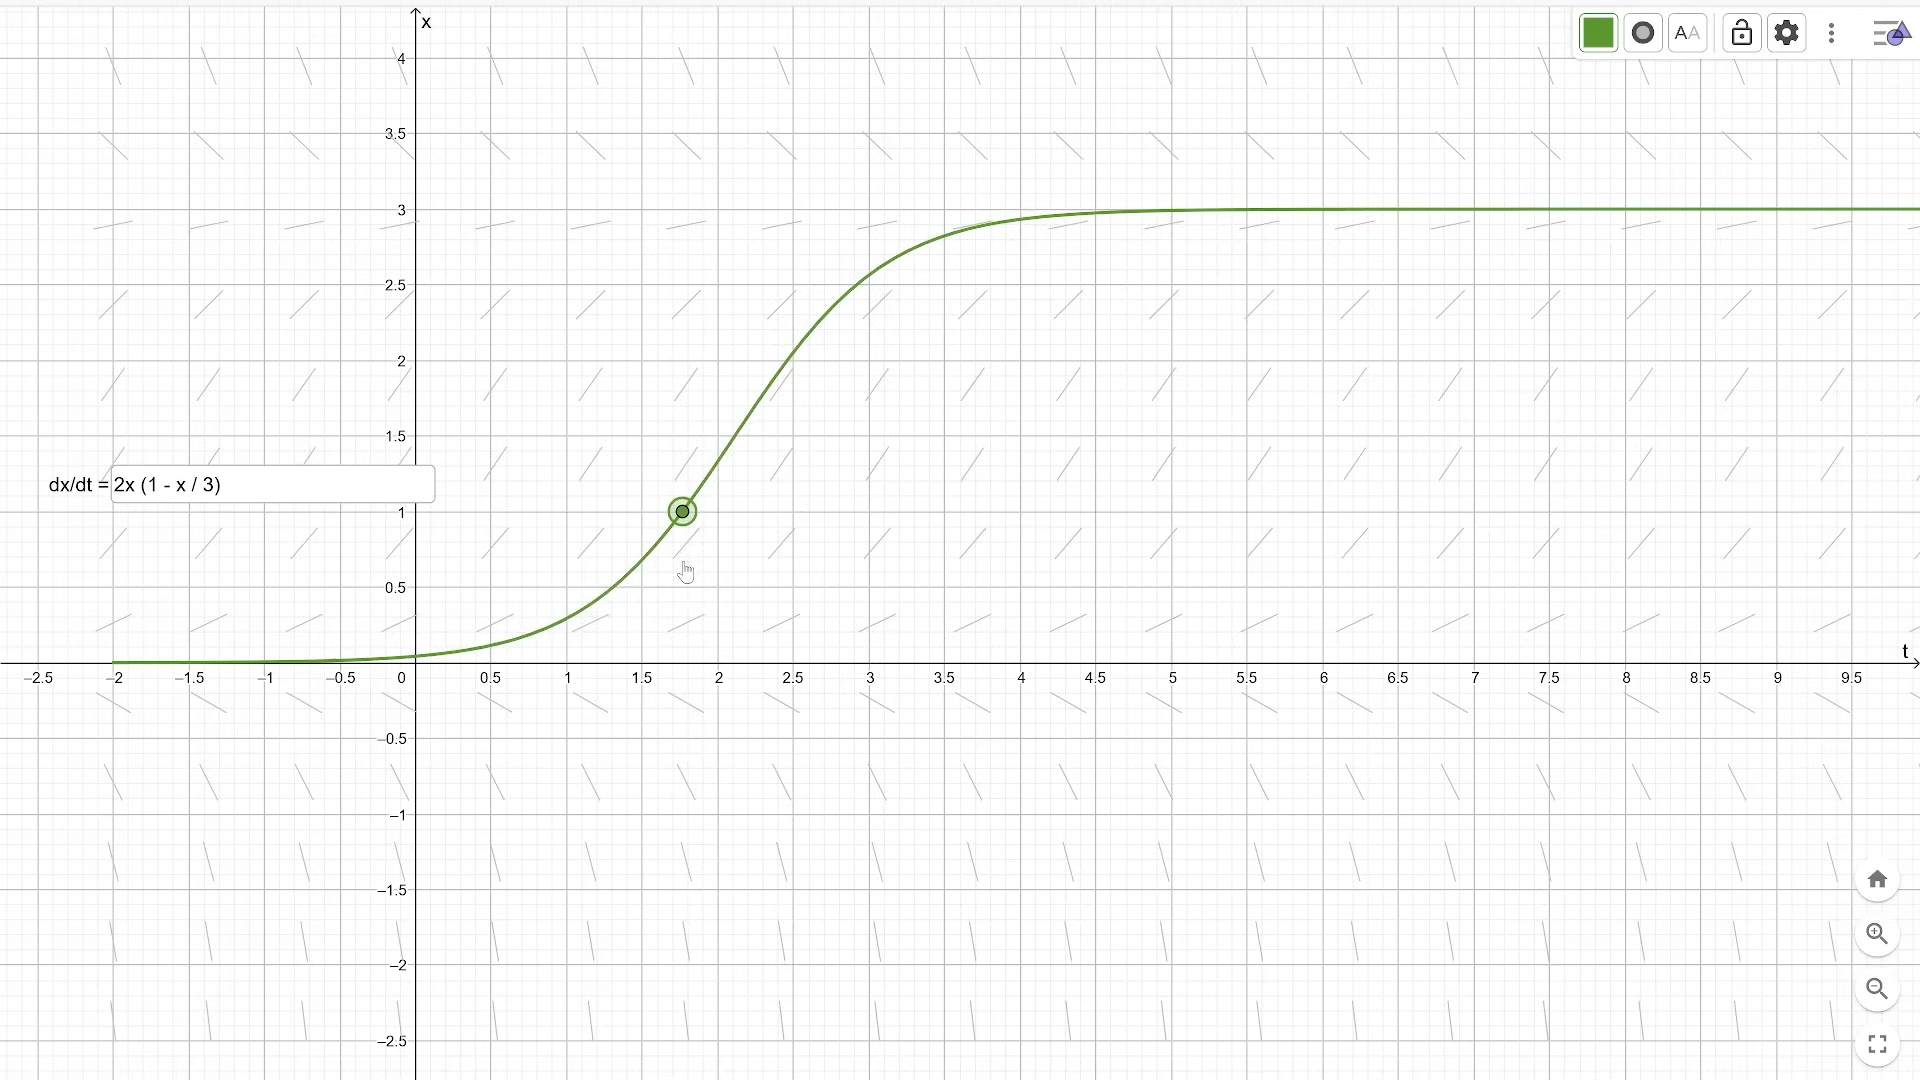 x
AA
4
3.5
3
2.5
2
1.5
dx/dt = 2x (1 - x / 3)
1
0.5
t
–2.5 –2 –1.5 –1 –0.5 0 0.5 1 1.5 2 2.5 3 3.5 4 4.5 5 5.5 6 6.5 7 7.5 8 8.5 9 9.5
–0.5
–1
–1.5
–2
–2.5